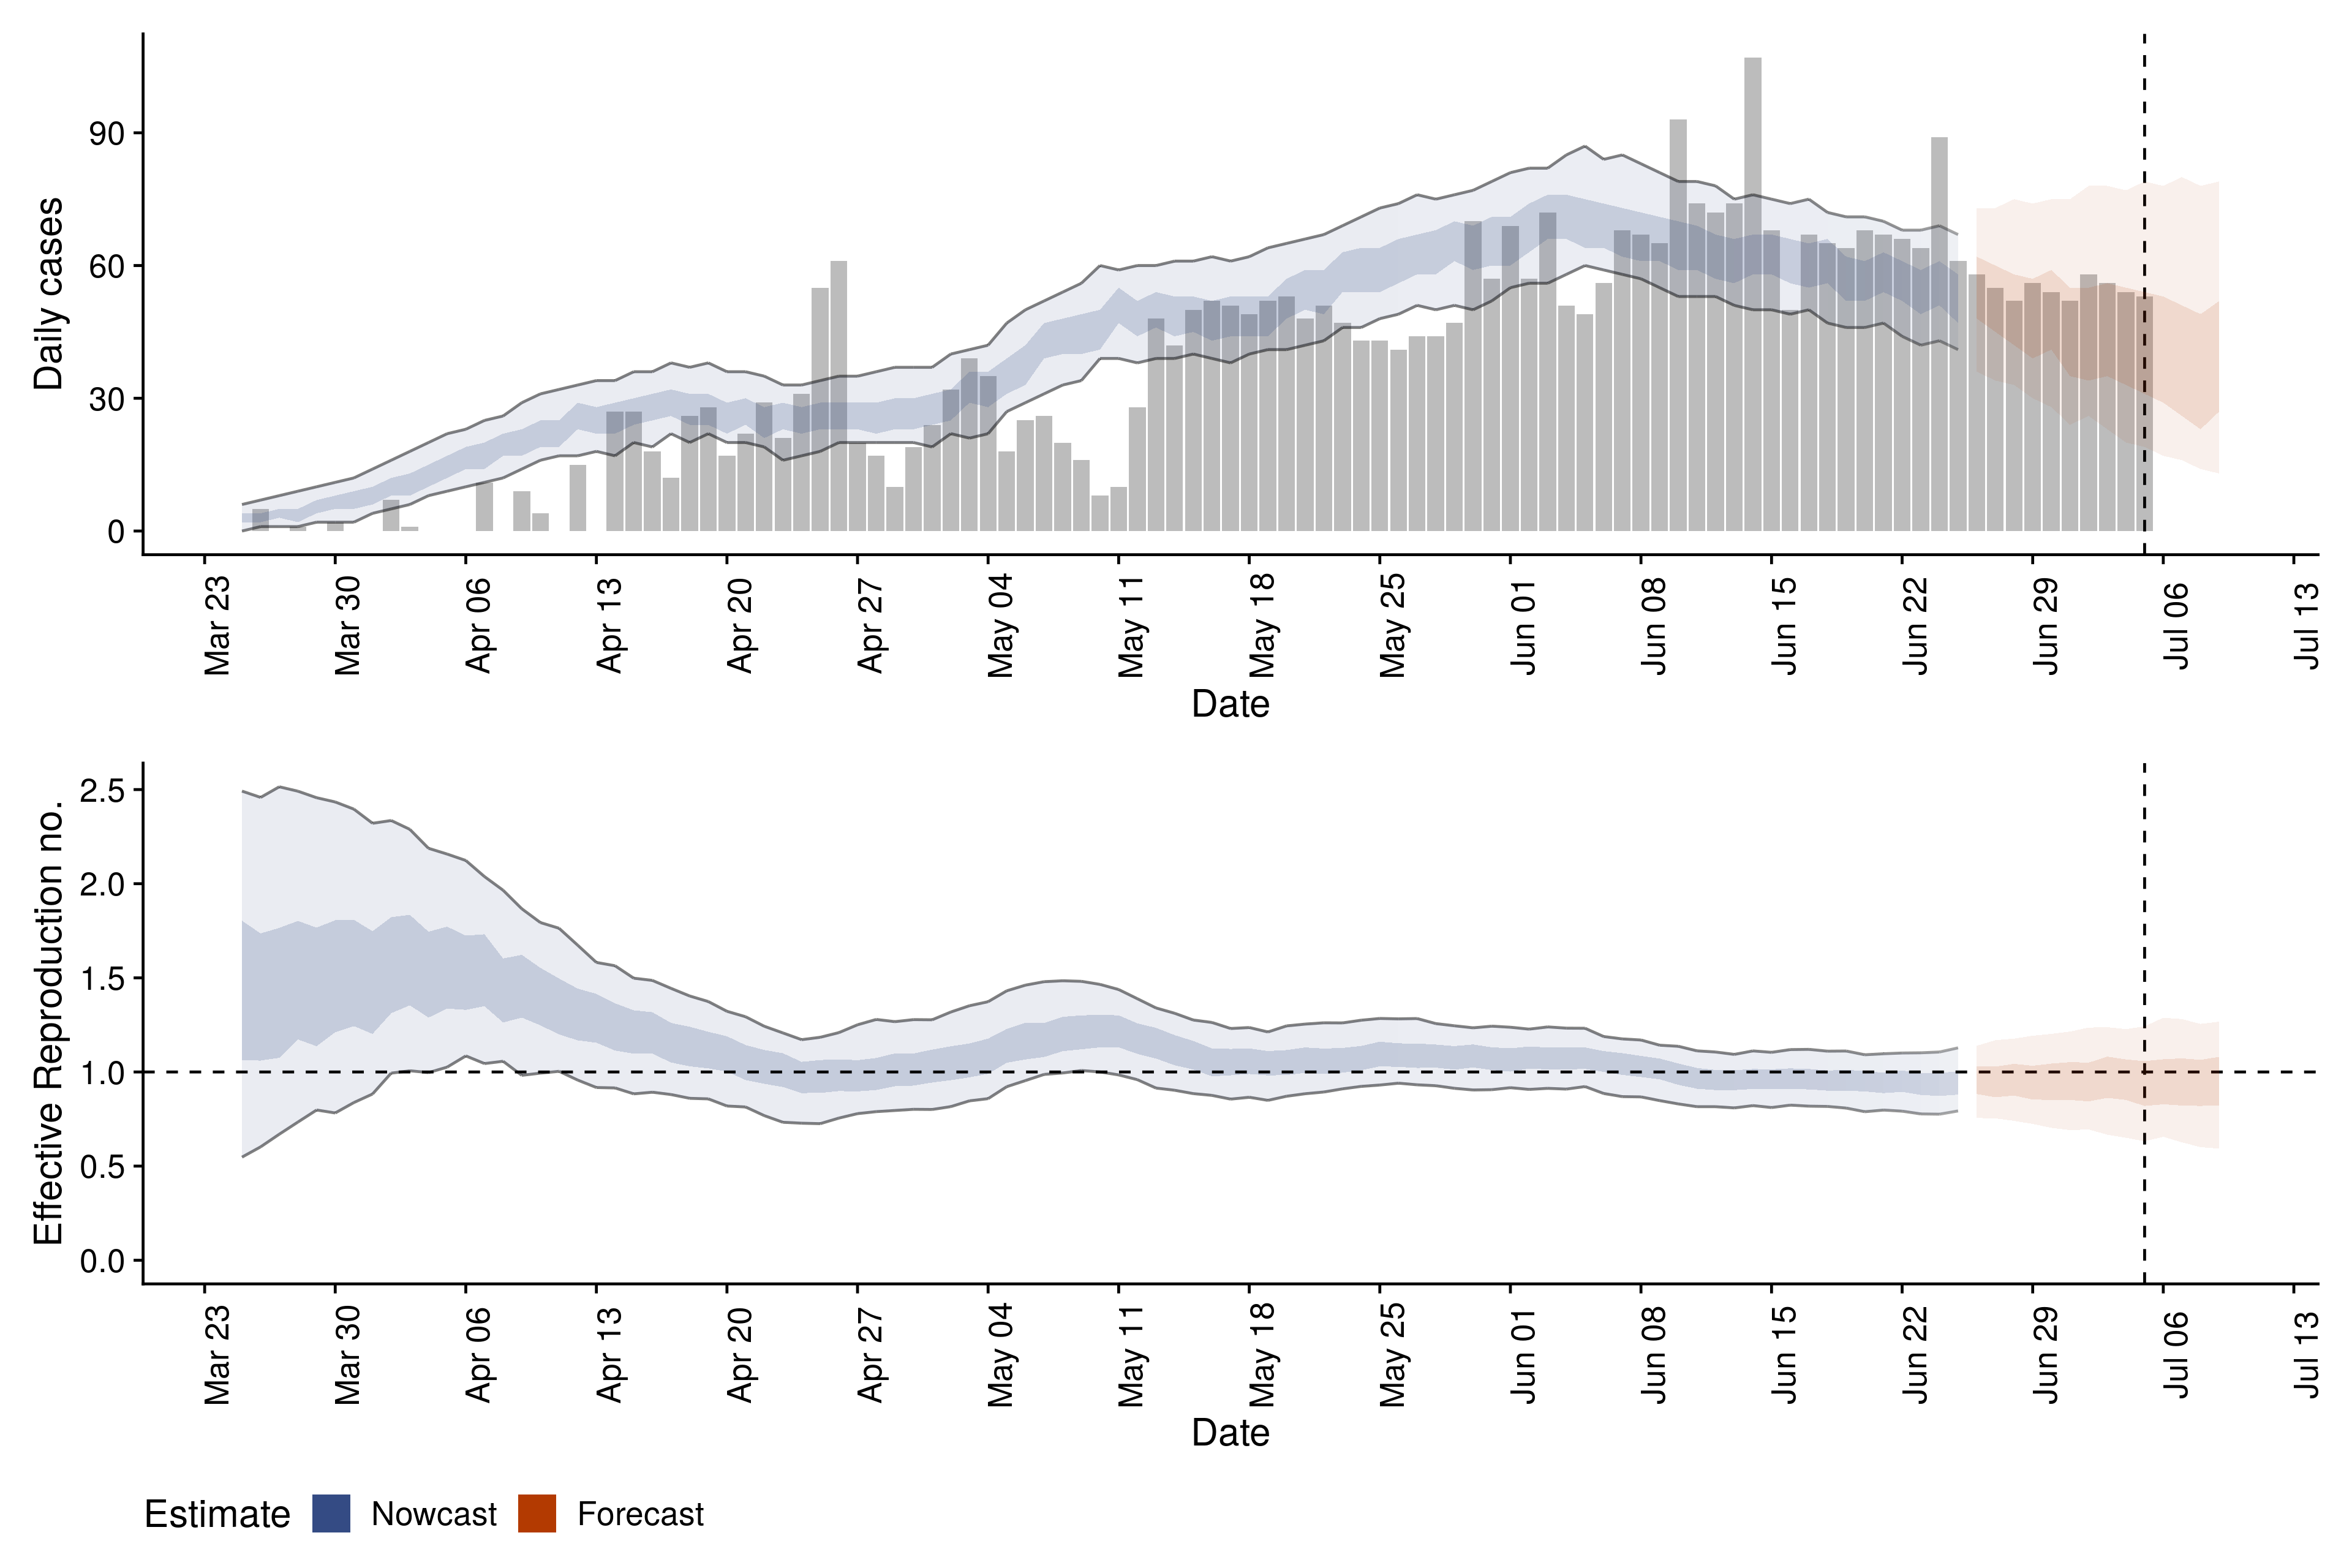 Daily cases
90
60
30
0
Mar 23 Mar 30 Apr 06 Apr 13 Apr 20 Apr 27 May 04 May 11 May 18 May 25 Jun 01 Jun 08 Jun 15 Jun 22 Jun 29 Jul 06 Jul 13
Date
Effective Reproduction no.
2.5
2.0
1.5
1.0
0.5
0.0
Mar 23 Mar 30 Apr 06 Apr 13 Apr 20 Apr 27 May 04 May 11 May 18 May 25 Jun 01 Jun 08 Jun 15 Jun 22 Jun 29 Jul 06 Jul 13
Date
Estimate Nowcast Forecast